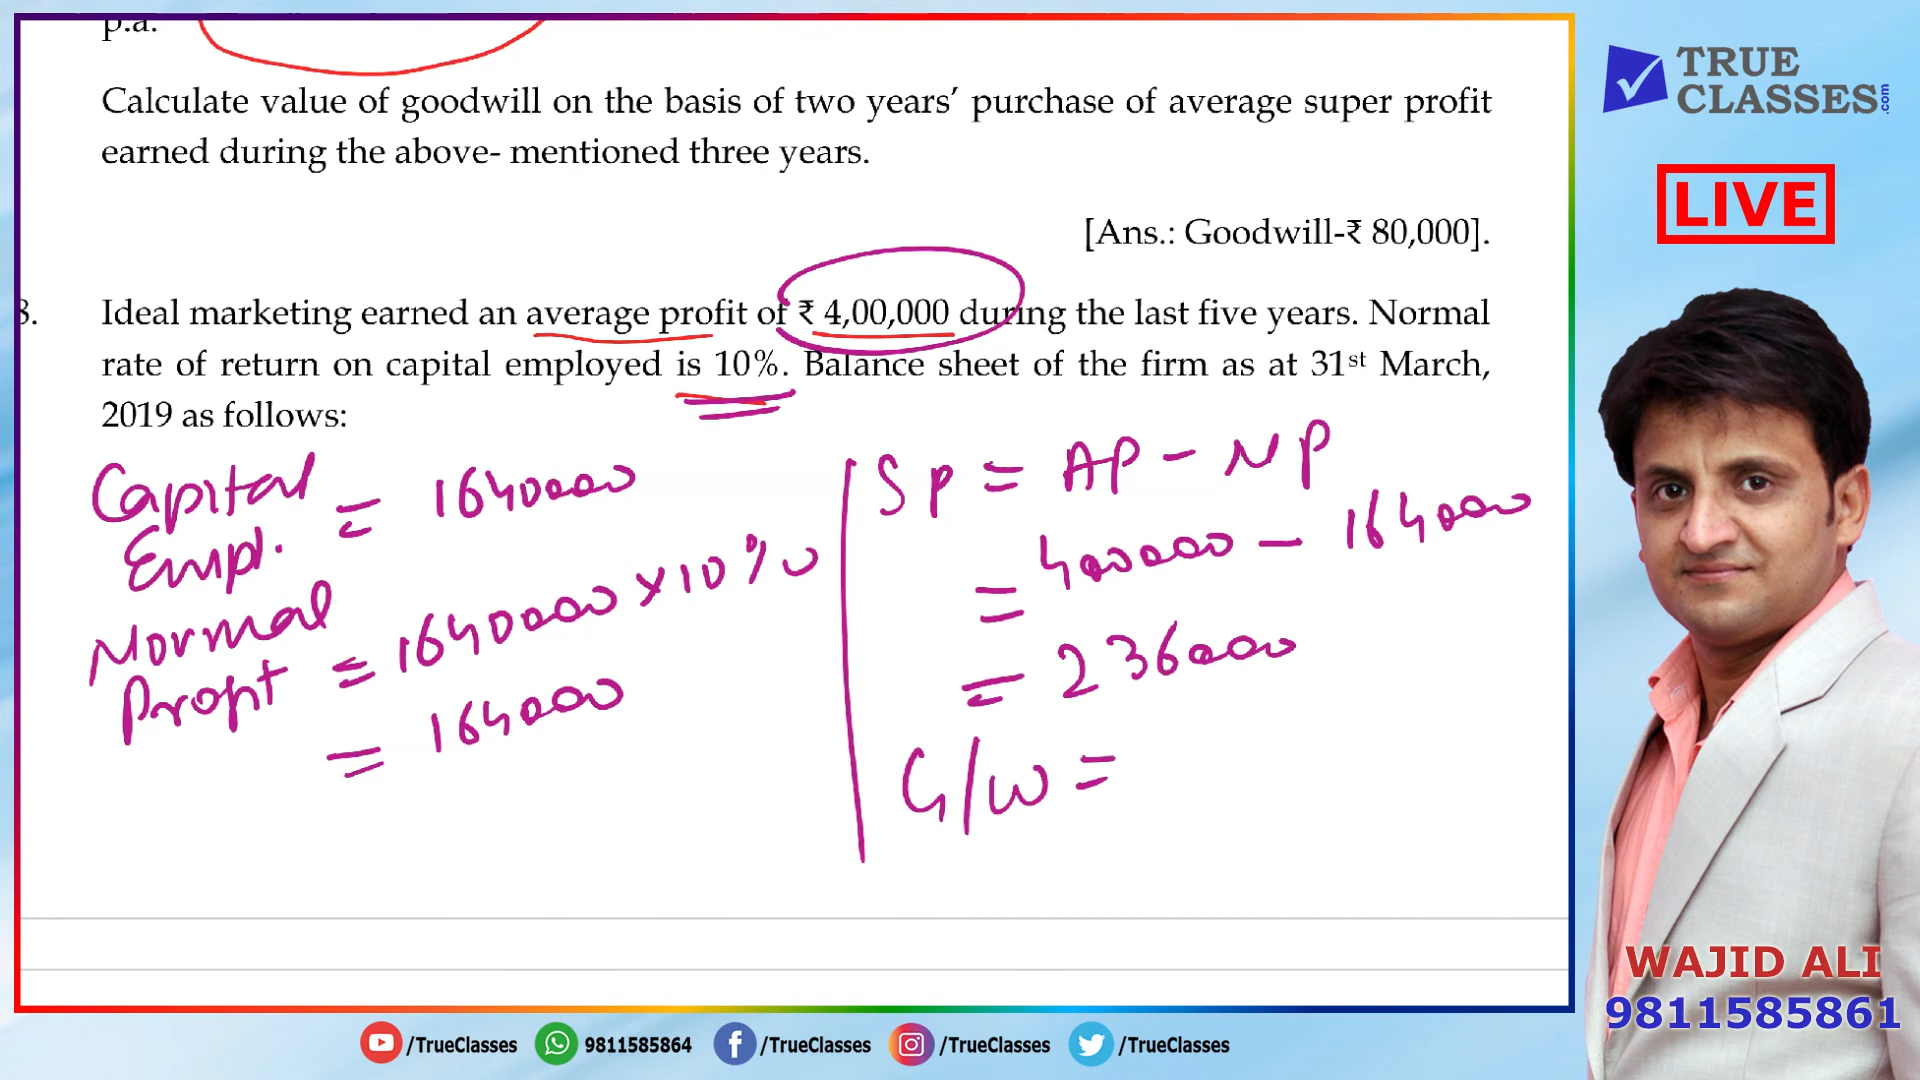 p.a.
Calculate value of goodwill on the basis of two years’ purchase of average super profit
earned during the above- mentioned three years.
[Ans.: Goodwill-₹ 80,000].
3. Ideal marketing earned an average profit of ₹ 4,00,000 during the last five years. Normal
rate of return on capital employed is 10%. Balance sheet of the firm as at 31st March,
2019 as follows:
Capital Empl. = 1640000
Normal Profit = 1640000 × 10%
= 164000
SP = AP - NP
= 400000 - 164000
= 236000
G/W =
TRUE
CLASSES.com
LIVE
WAJID ALI
9811585861
/TrueClasses 9811585864 /TrueClasses /TrueClasses /TrueClasses